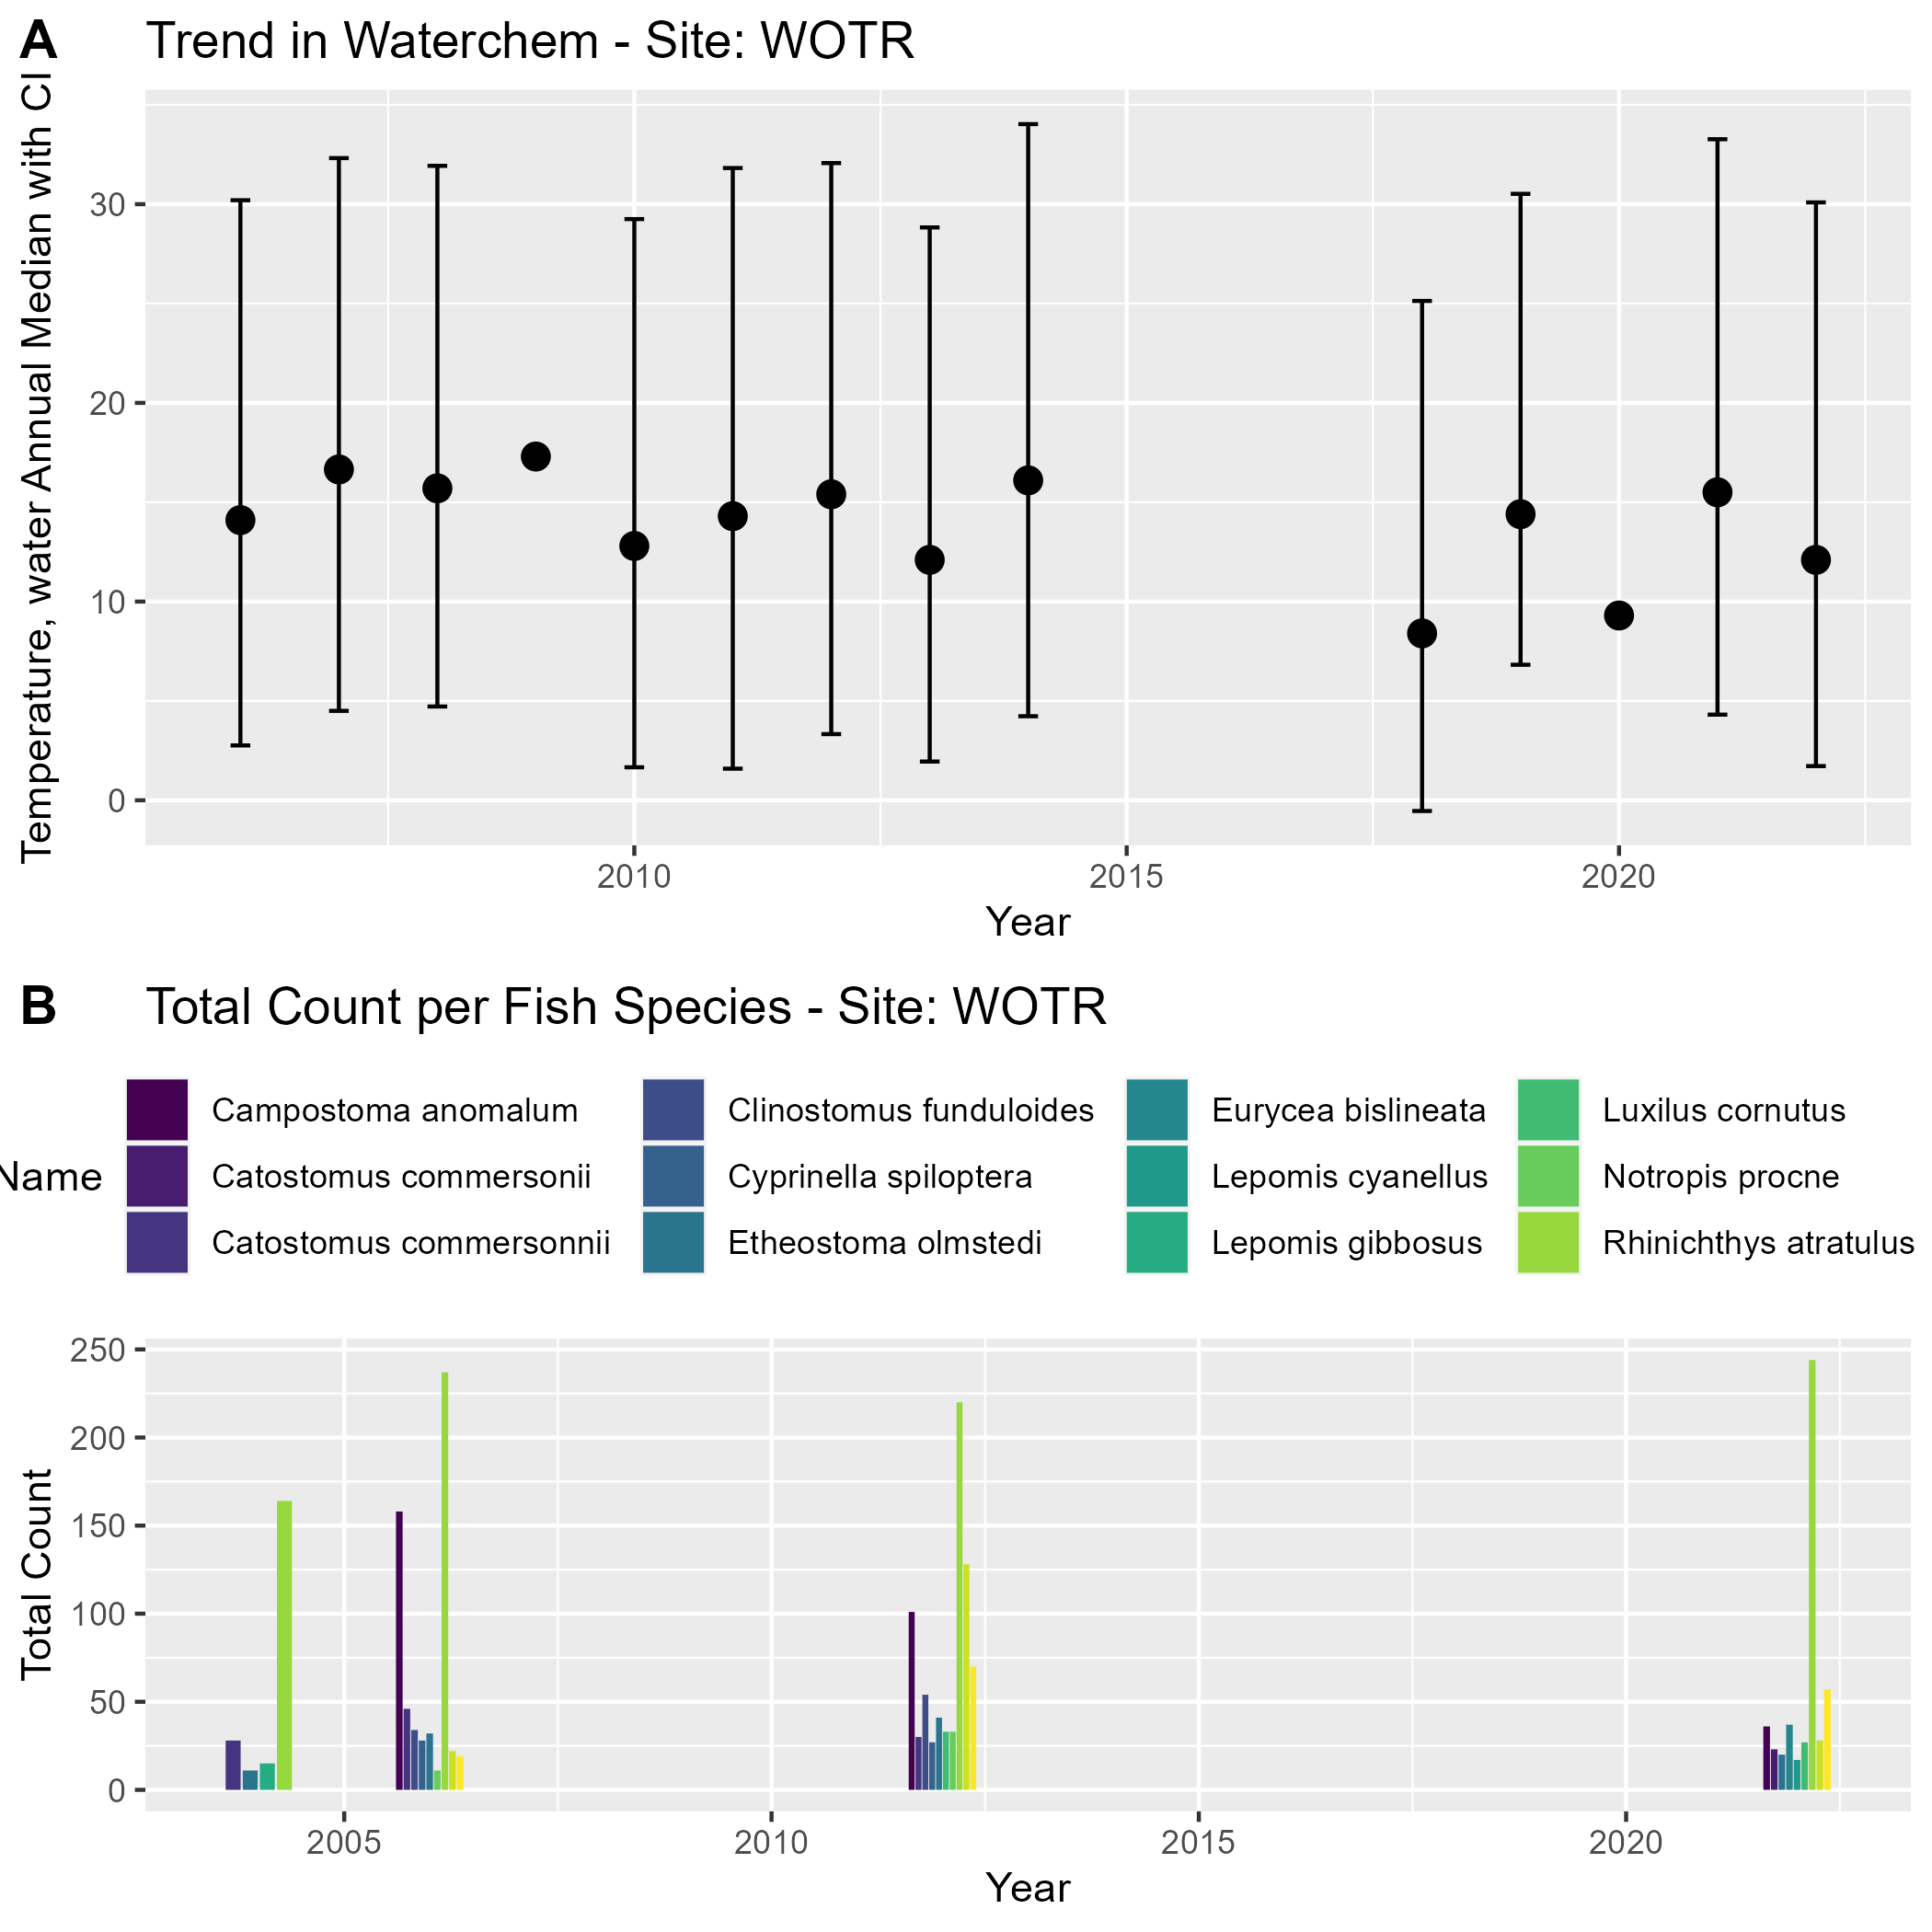 A Trend in Waterchem - Site: WOTR
Temperature, water Annual Median with CI
30
20
10
0
2010 2015 2020
Year
B Total Count per Fish Species - Site: WOTR
Name
Campostoma anomalum
Catostomus commersonii
Catostomus commersonnii
Clinostomus funduloides
Cyprinella spiloptera
Etheostoma olmstedi
Eurycea bislineata
Lepomis cyanellus
Lepomis gibbosus
Luxilus cornutus
Notropis procne
Rhinichthys atratulus
Total Count
250
200
150
100
50
0
2005 2010 2015 2020
Year